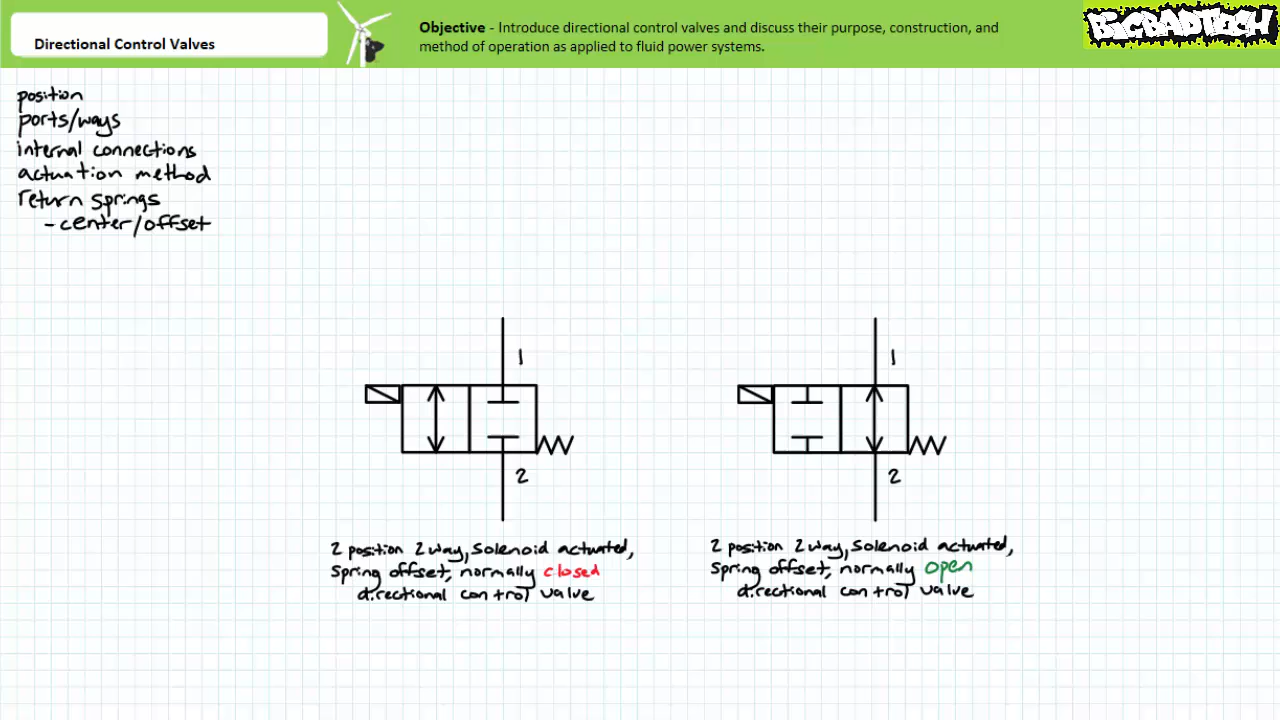 Directional Control Valves
Objective - Introduce directional control valves and discuss their purpose, construction, and
method of operation as applied to fluid power systems.
BIGBADTECH
position
ports/ways
internal connections
actuation method
return springs
- center/offset
1
2
2 position 2 way, solenoid actuated,
spring offset, normally closed
directional control valve
1
2
2 position 2 way, solenoid actuated,
spring offset, normally open
directional control valve